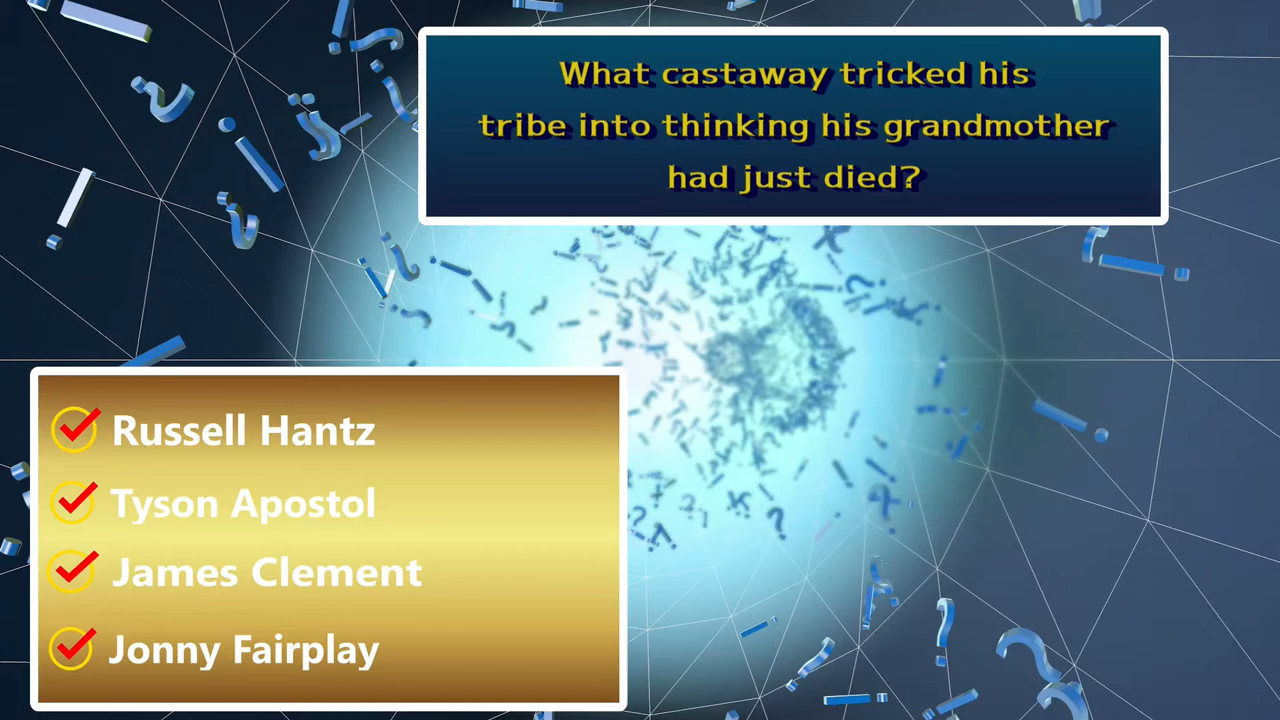 What castaway tricked his
tribe into thinking his grandmother
had just died?
Russell Hantz
Tyson Apostol
James Clement
Jonny Fairplay